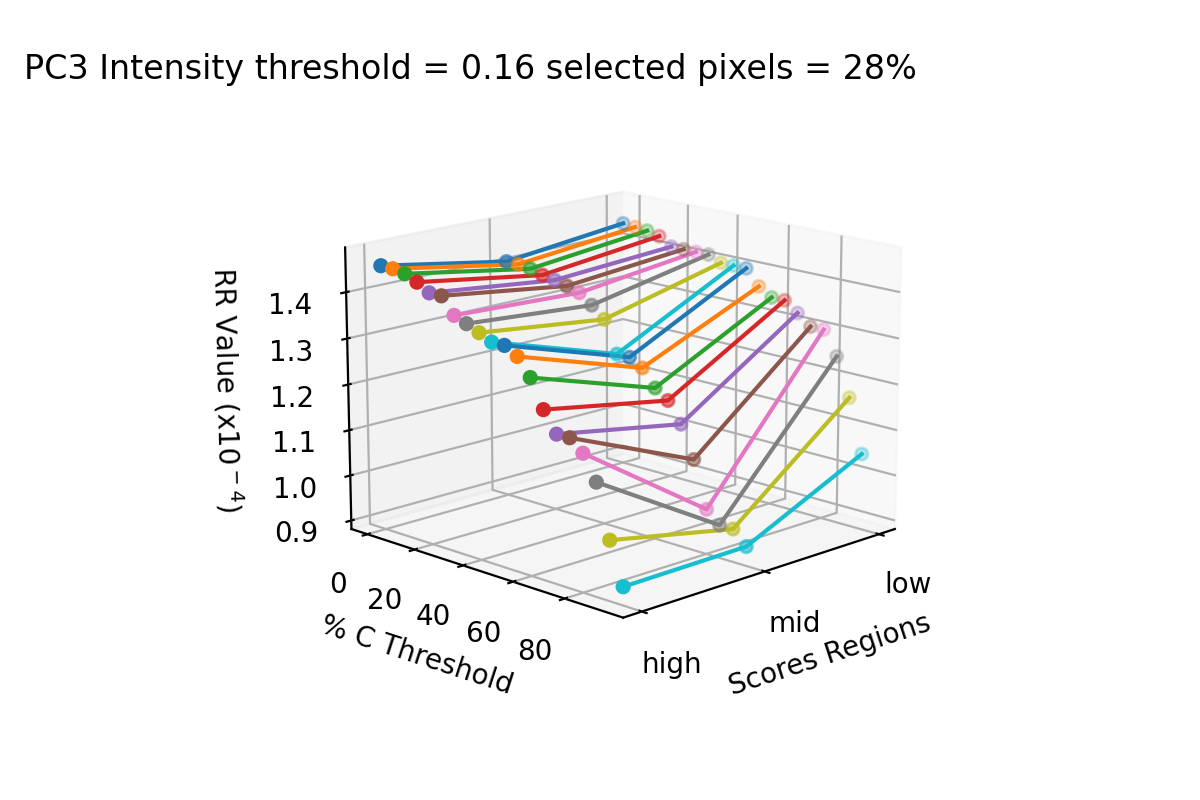 PC3 Intensity threshold = 0.16 selected pixels = 28%
RR Value (x10⁻⁴)
1.4
1.3
1.2
1.1
1.0
0.9
0
20
40
60
80
% C Threshold
high
mid
low
Scores Regions